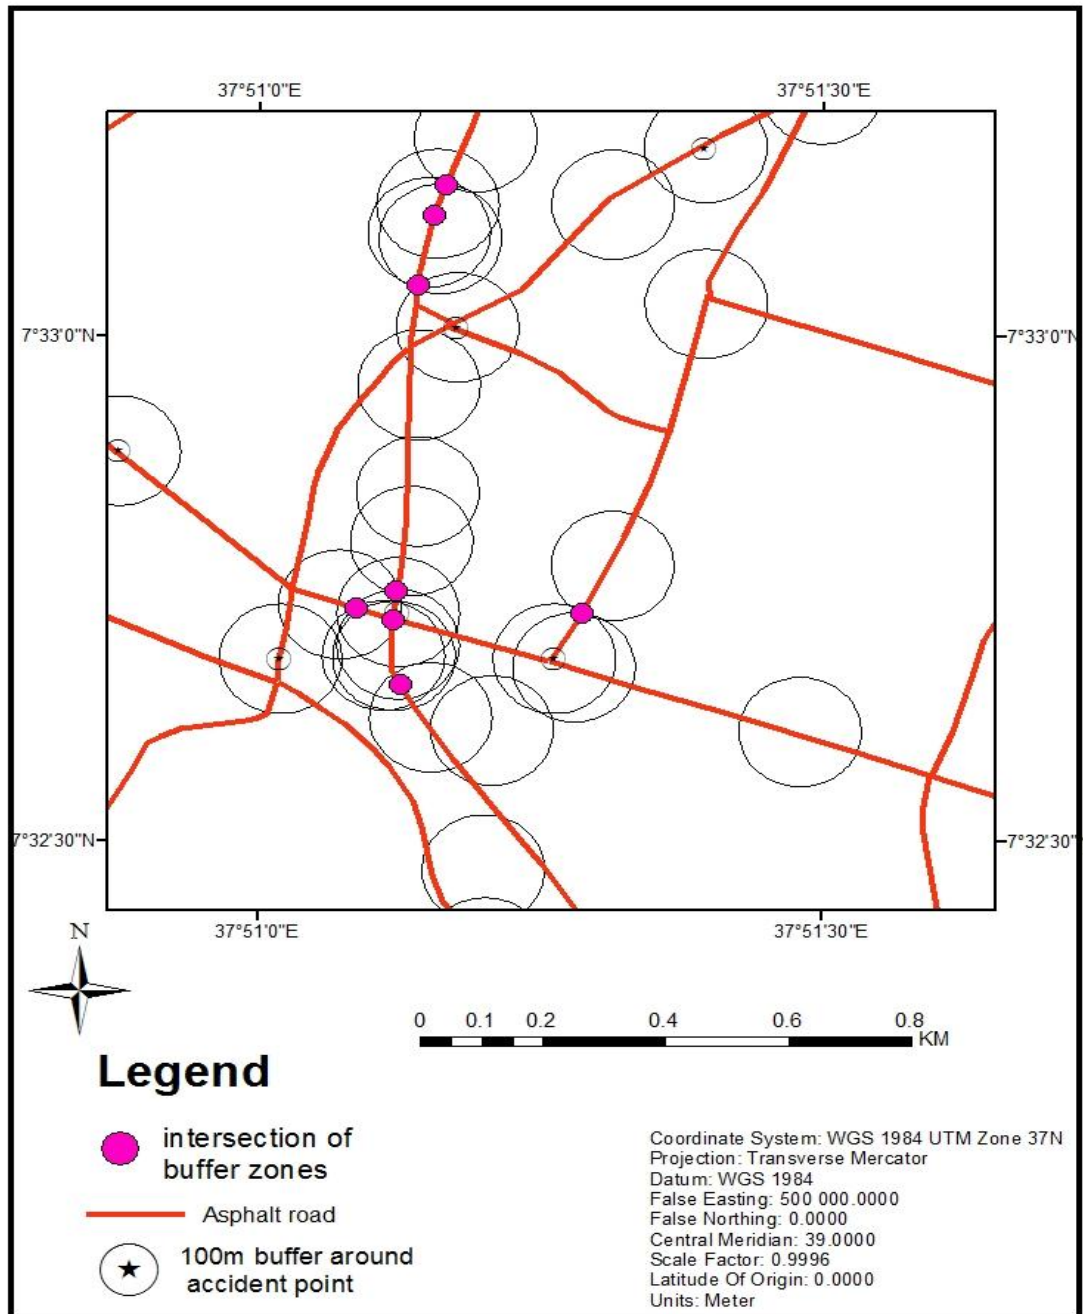 37°51'0"E 37°51'30"E
7°33'0"N 7°33'0"N
7°32'30"N 7°32'30"N
37°51'0"E 37°51'30"E
N
0 0.1 0.2 0.4 0.6 0.8
KM
Legend
intersection of
buffer zones
Asphalt road
100m buffer around
accident point
Coordinate System: WGS 1984 UTM Zone 37N
Projection: Transverse Mercator
Datum: WGS 1984
False Easting: 500 000.0000
False Northing: 0.0000
Central Meridian: 39.0000
Scale Factor: 0.9996
Latitude Of Origin: 0.0000
Units: Meter